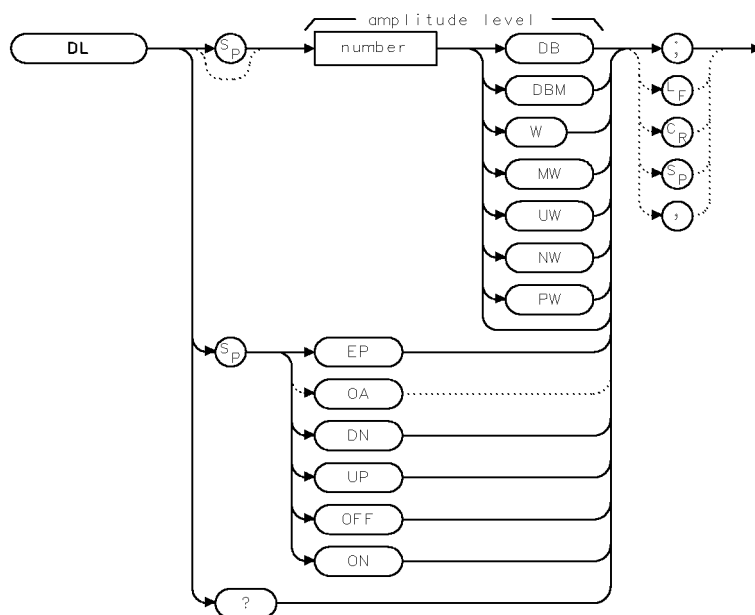 amplitude level
DL
SP
number
DB
;
DBM
LF
W
CR
MW
SP
UW
,
NW
PW
SP
EP
OA
DN
UP
OFF
ON
?